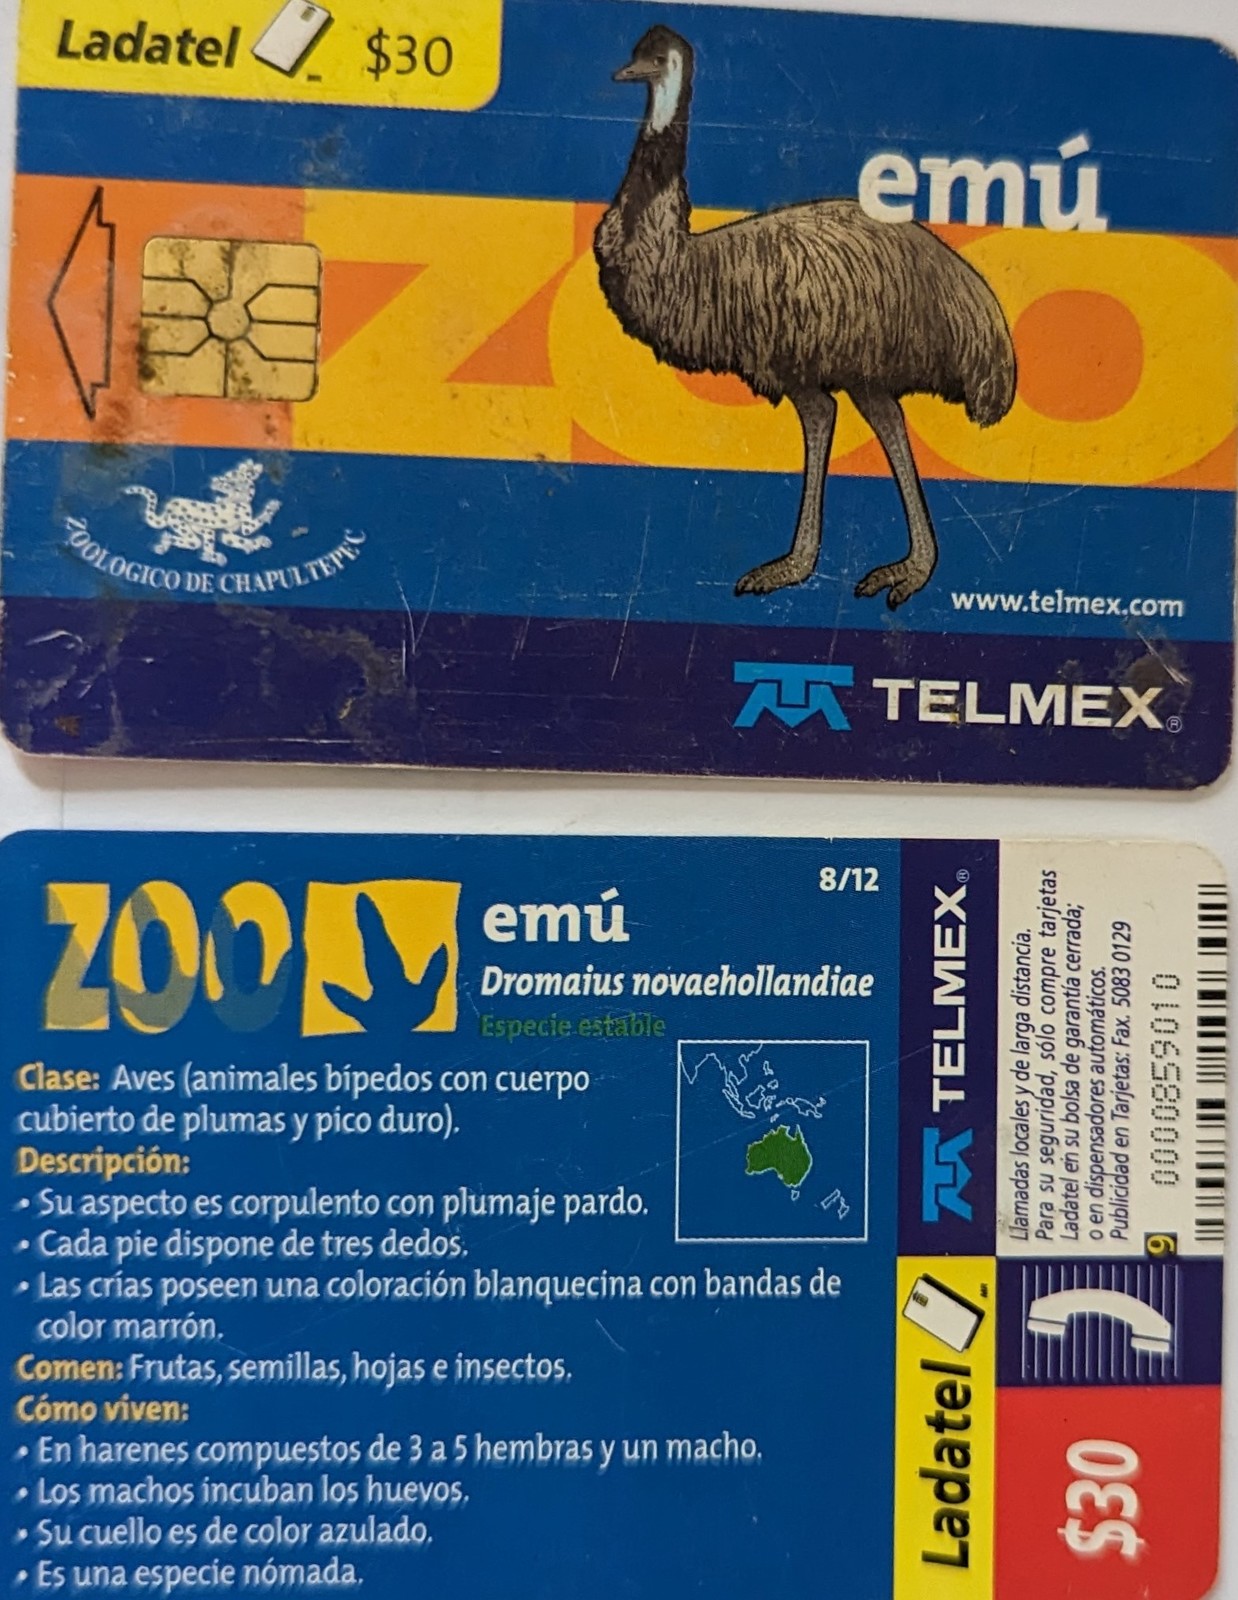 Ladatel $30
emú
ZOO
ZOOLOGICO DE CHAPULTEPEC
www.telmex.com
TELMEX®
ZOO
8/12
emú
Dromaius novaehollandiae
Especie estable
Clase: Aves (animales bípedos con cuerpo
cubierto de plumas y pico duro).
Descripción:
• Su aspecto es corpulento con plumaje pardo.
• Cada pie dispone de tres dedos.
• Las crías poseen una coloración blanquecina con bandas de
color marrón.
Comen: Frutas, semillas, hojas e insectos.
Cómo viven:
• En harenes compuestos de 3 a 5 hembras y un macho.
• Los machos incuban los huevos.
• Su cuello es de color azulado.
• Es una especie nómada.
TELMEX®
Ladatel
Llamadas locales y de larga distancia.
Para su seguridad, sólo compre tarjetas
Ladatel en su bolsa de garantía cerrada;
o en dispensadores automáticos.
Publicidad en Tarjetas: Fax. 5083 0129
0000859010
9
$30